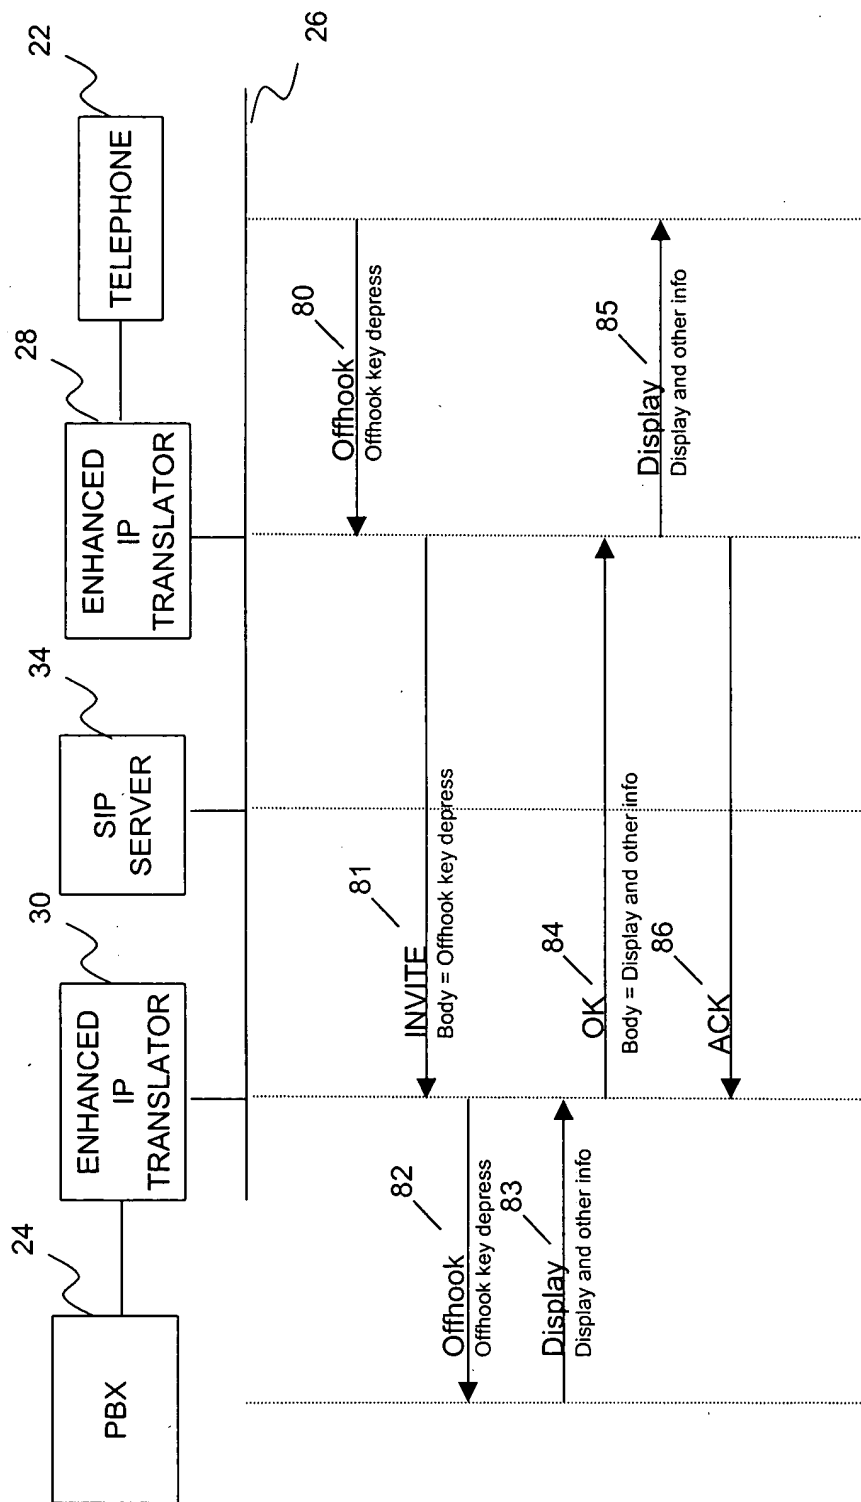 24
30
34
28
22
PBX
ENHANCED
IP
TRANSLATOR
SIP
SERVER
ENHANCED
IP
TRANSLATOR
TELEPHONE
26
80
Offhook
Offhook key depress
81
INVITE
Body = Offhook key depress
82
Offhook
Offhook key depress
83
Display
Display and other info
84
OK
Body = Display and other info
85
Display
Display and other info
86
ACK